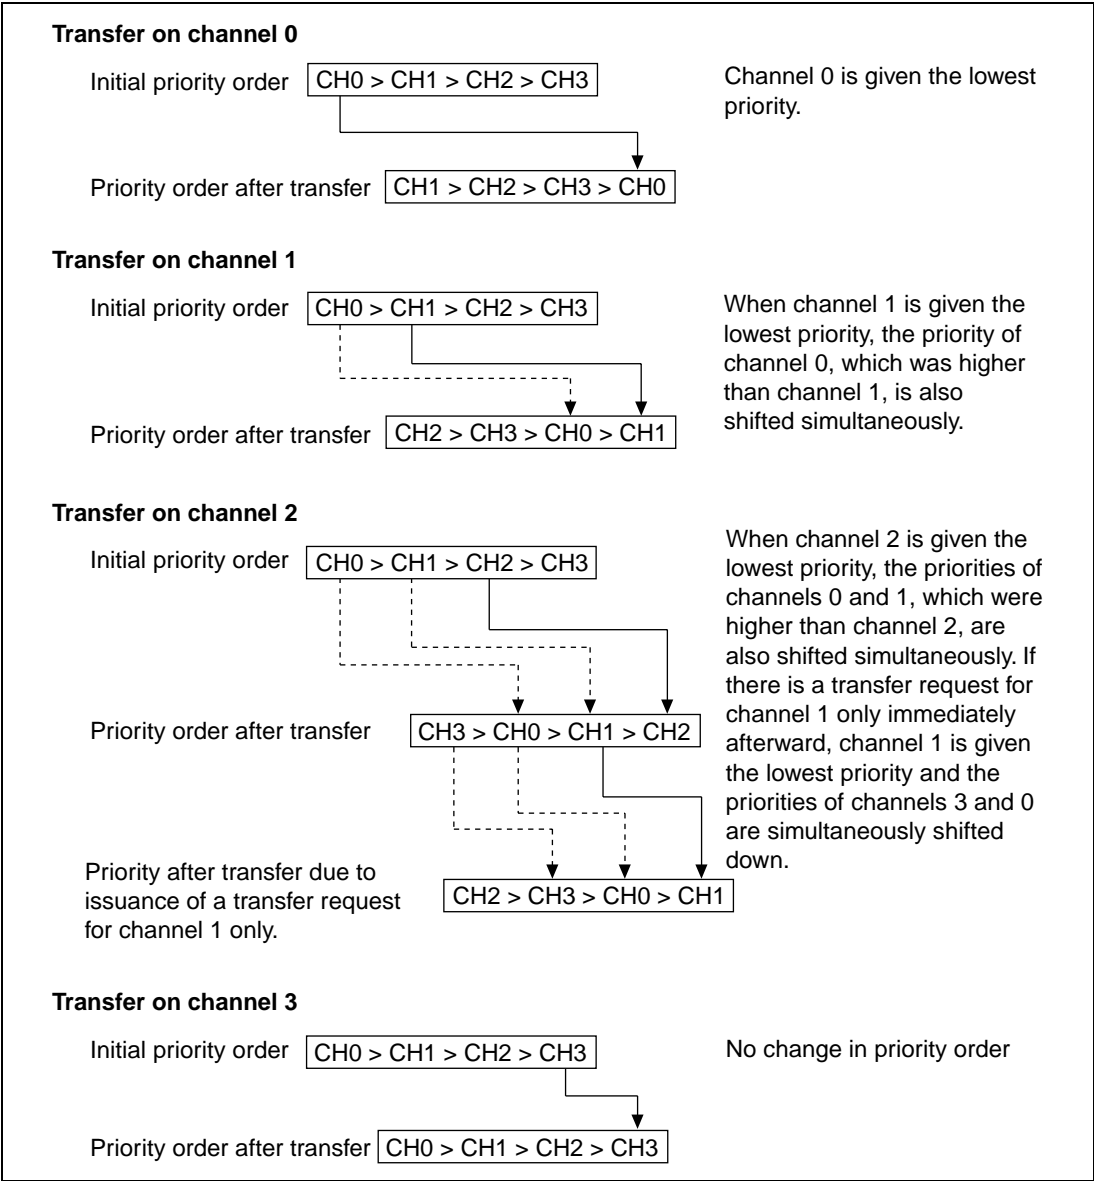 Transfer on channel 0
Initial priority order CH0 > CH1 > CH2 > CH3
Channel 0 is given the lowest
priority.
Priority order after transfer CH1 > CH2 > CH3 > CH0
Transfer on channel 1
Initial priority order CH0 > CH1 > CH2 > CH3
When channel 1 is given the
lowest priority, the priority of
channel 0, which was higher
than channel 1, is also
shifted simultaneously.
Priority order after transfer CH2 > CH3 > CH0 > CH1
Transfer on channel 2
Initial priority order CH0 > CH1 > CH2 > CH3
When channel 2 is given the
lowest priority, the priorities of
channels 0 and 1, which were
higher than channel 2, are
also shifted simultaneously. If
there is a transfer request for
channel 1 only immediately
afterward, channel 1 is given
the lowest priority and the
priorities of channels 3 and 0
are simultaneously shifted
down.
Priority order after transfer CH3 > CH0 > CH1 > CH2
Priority after transfer due to
issuance of a transfer request
for channel 1 only.
CH2 > CH3 > CH0 > CH1
Transfer on channel 3
Initial priority order CH0 > CH1 > CH2 > CH3
No change in priority order
Priority order after transfer CH0 > CH1 > CH2 > CH3